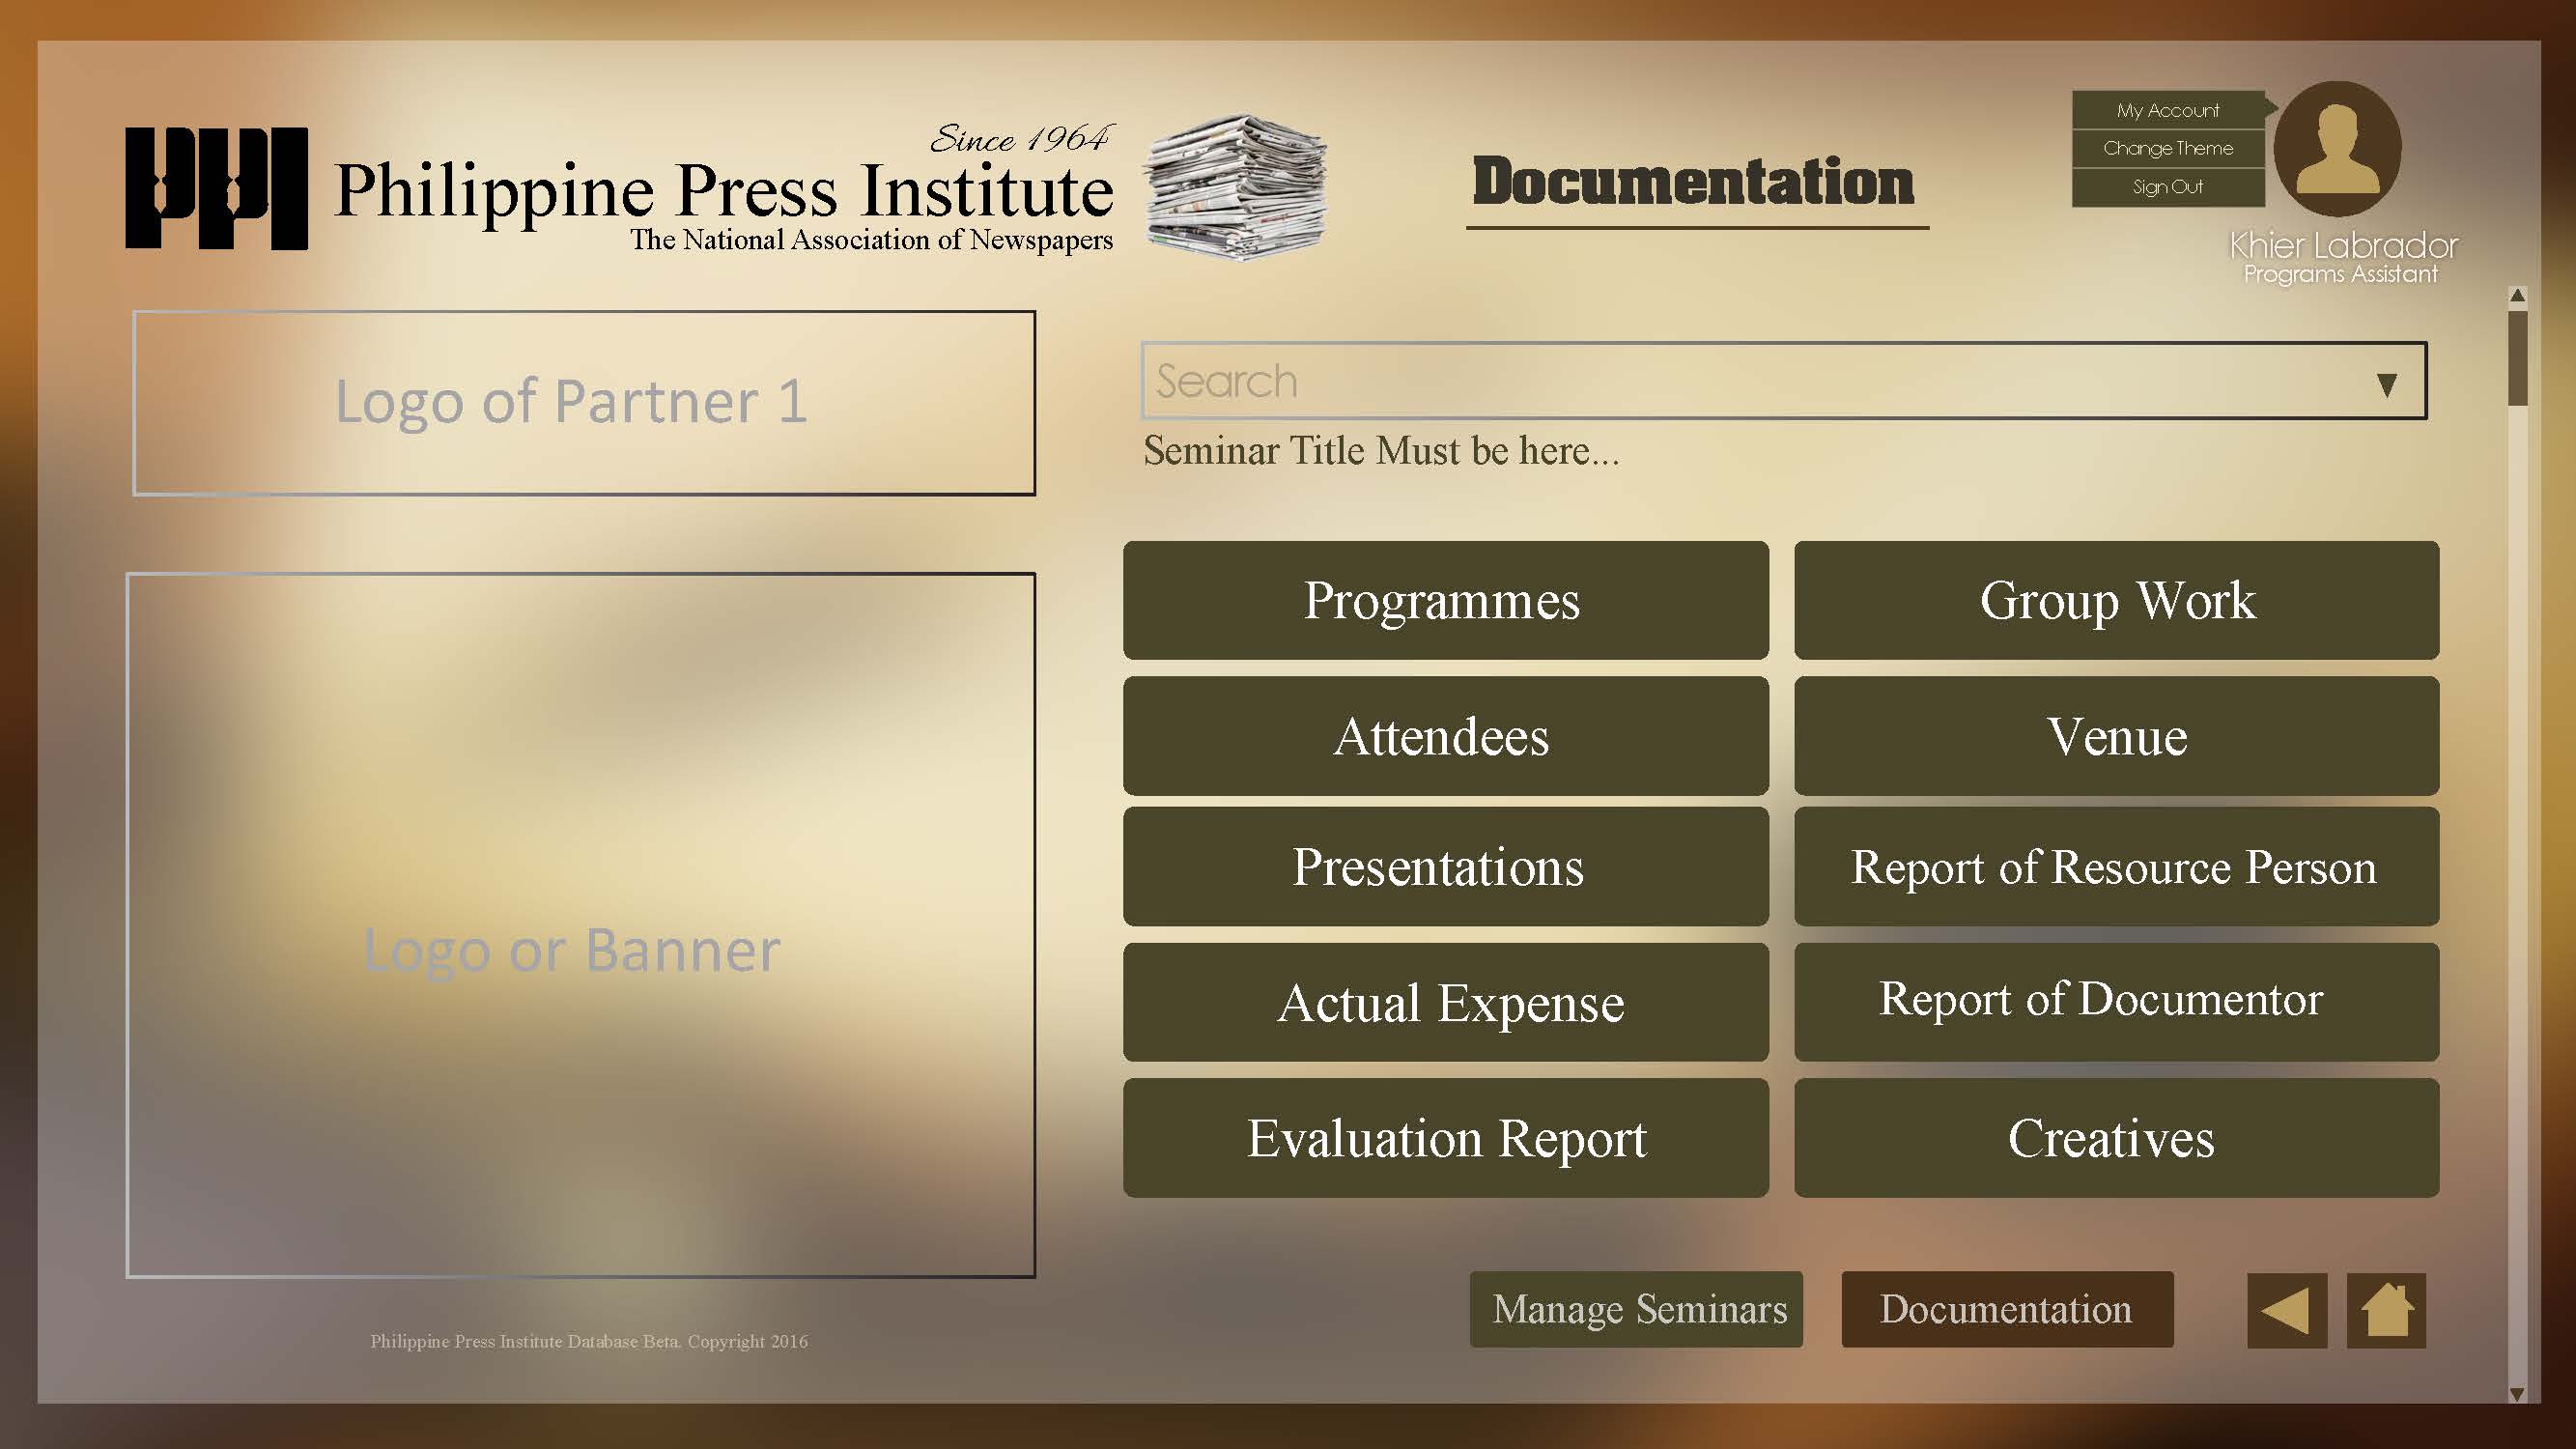 PPI
Since 1964
Philippine Press Institute
The National Association of Newspapers
Documentation
My Account
Change Theme
Sign Out
Khier Labrador
Programs Assistant
Logo of Partner 1
Search
Seminar Title Must be here...
Logo or Banner
Programmes
Group Work
Attendees
Venue
Presentations
Report of Resource Person
Actual Expense
Report of Documentor
Evaluation Report
Creatives
Manage Seminars
Documentation
Philippine Press Institute Database Beta. Copyright 2016